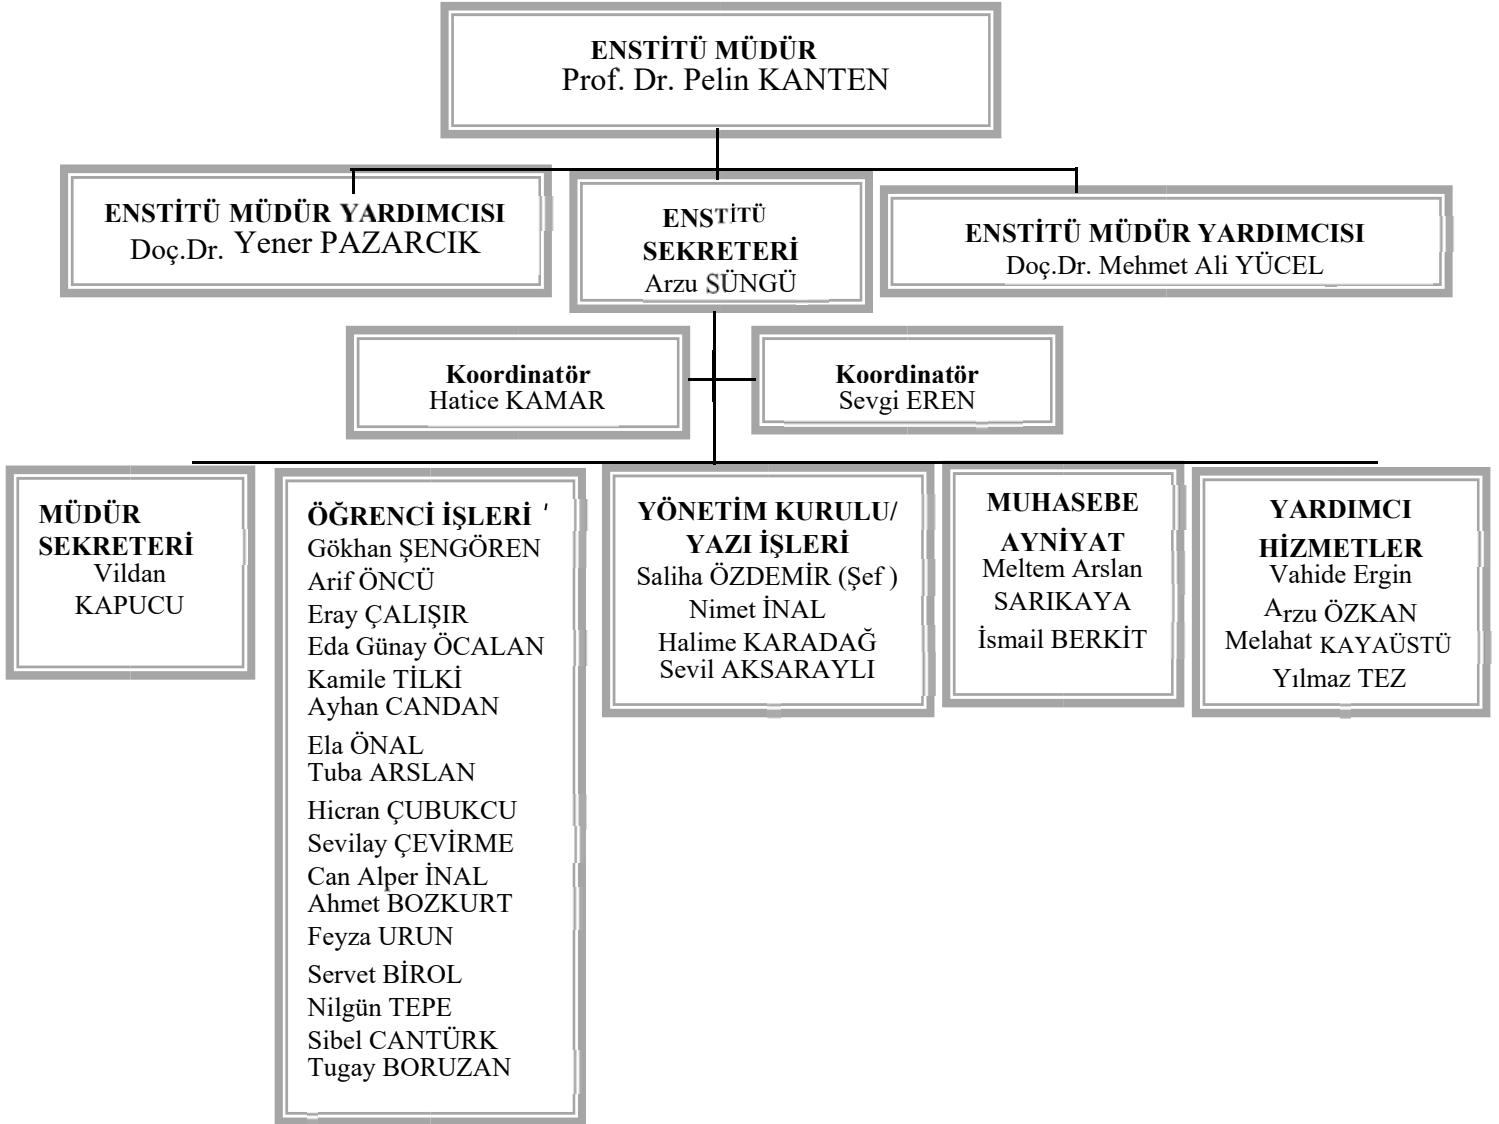 ENSTİTÜ MÜDÜR
Prof. Dr. Pelin KANTEN
ENSTİTÜ MÜDÜR YARDIMCISI
Doç.Dr. Yener PAZARCIK
ENSTİTÜ
SEKRETERİ
Arzu SÜNGÜ
ENSTİTÜ MÜDÜR YARDIMCISI
Doç.Dr. Mehmet Ali YÜCEL
Koordinatör
Hatice KAMAR
Koordinatör
Sevgi EREN
MÜDÜR
SEKRETERİ
Vildan
KAPUCU
ÖĞRENCİ İŞLERİ '
Gökhan ŞENGÖREN
Arif ÖNCÜ
Eray ÇALIŞIR
Eda Günay ÖCALAN
Kamile TİLKİ
Ayhan CANDAN
Ela ÖNAL
Tuba ARSLAN
Hicran ÇUBUKCU
Sevilay ÇEVİRME
Can Alper İNAL
Ahmet BOZKURT
Feyza URUN
Servet BİROL
Nilgün TEPE
Sibel CANTÜRK
Tugay BORUZAN
YÖNETİM KURULU/
YAZI İŞLERİ
Saliha ÖZDEMİR (Şef )
Nimet İNAL
Halime KARADAĞ
Sevil AKSARAYLI
MUHASEBE
AYNİYAT
Meltem Arslan
SARIKAYA
İsmail BERKİT
YARDIMCI
HİZMETLER
Vahide Ergin
Arzu ÖZKAN
Melahat KAYAÜSTÜ
Yılmaz TEZ